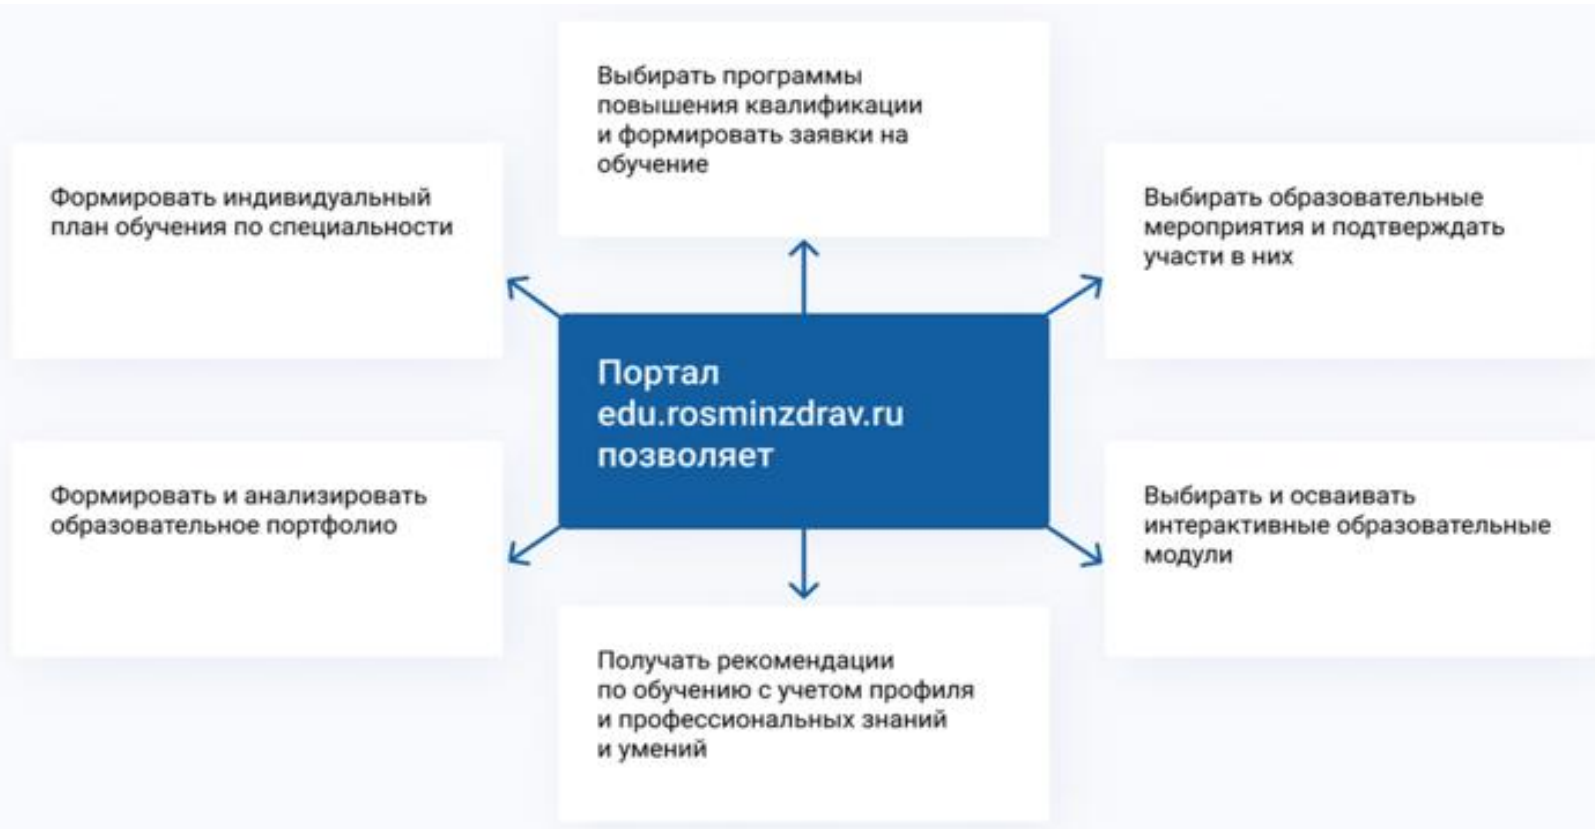 Выбирать программы
повышения квалификации
и формировать заявки на
обучение
Формировать индивидуальный
план обучения по специальности
Выбирать образовательные
мероприятия и подтверждать
участи в них
Портал
edu.rosminzdrav.ru
позволяет
Формировать и анализировать
образовательное портфолио
Выбирать и осваивать
интерактивные образовательные
модули
Получать рекомендации
по обучению с учетом профиля
и профессиональных знаний
и умений